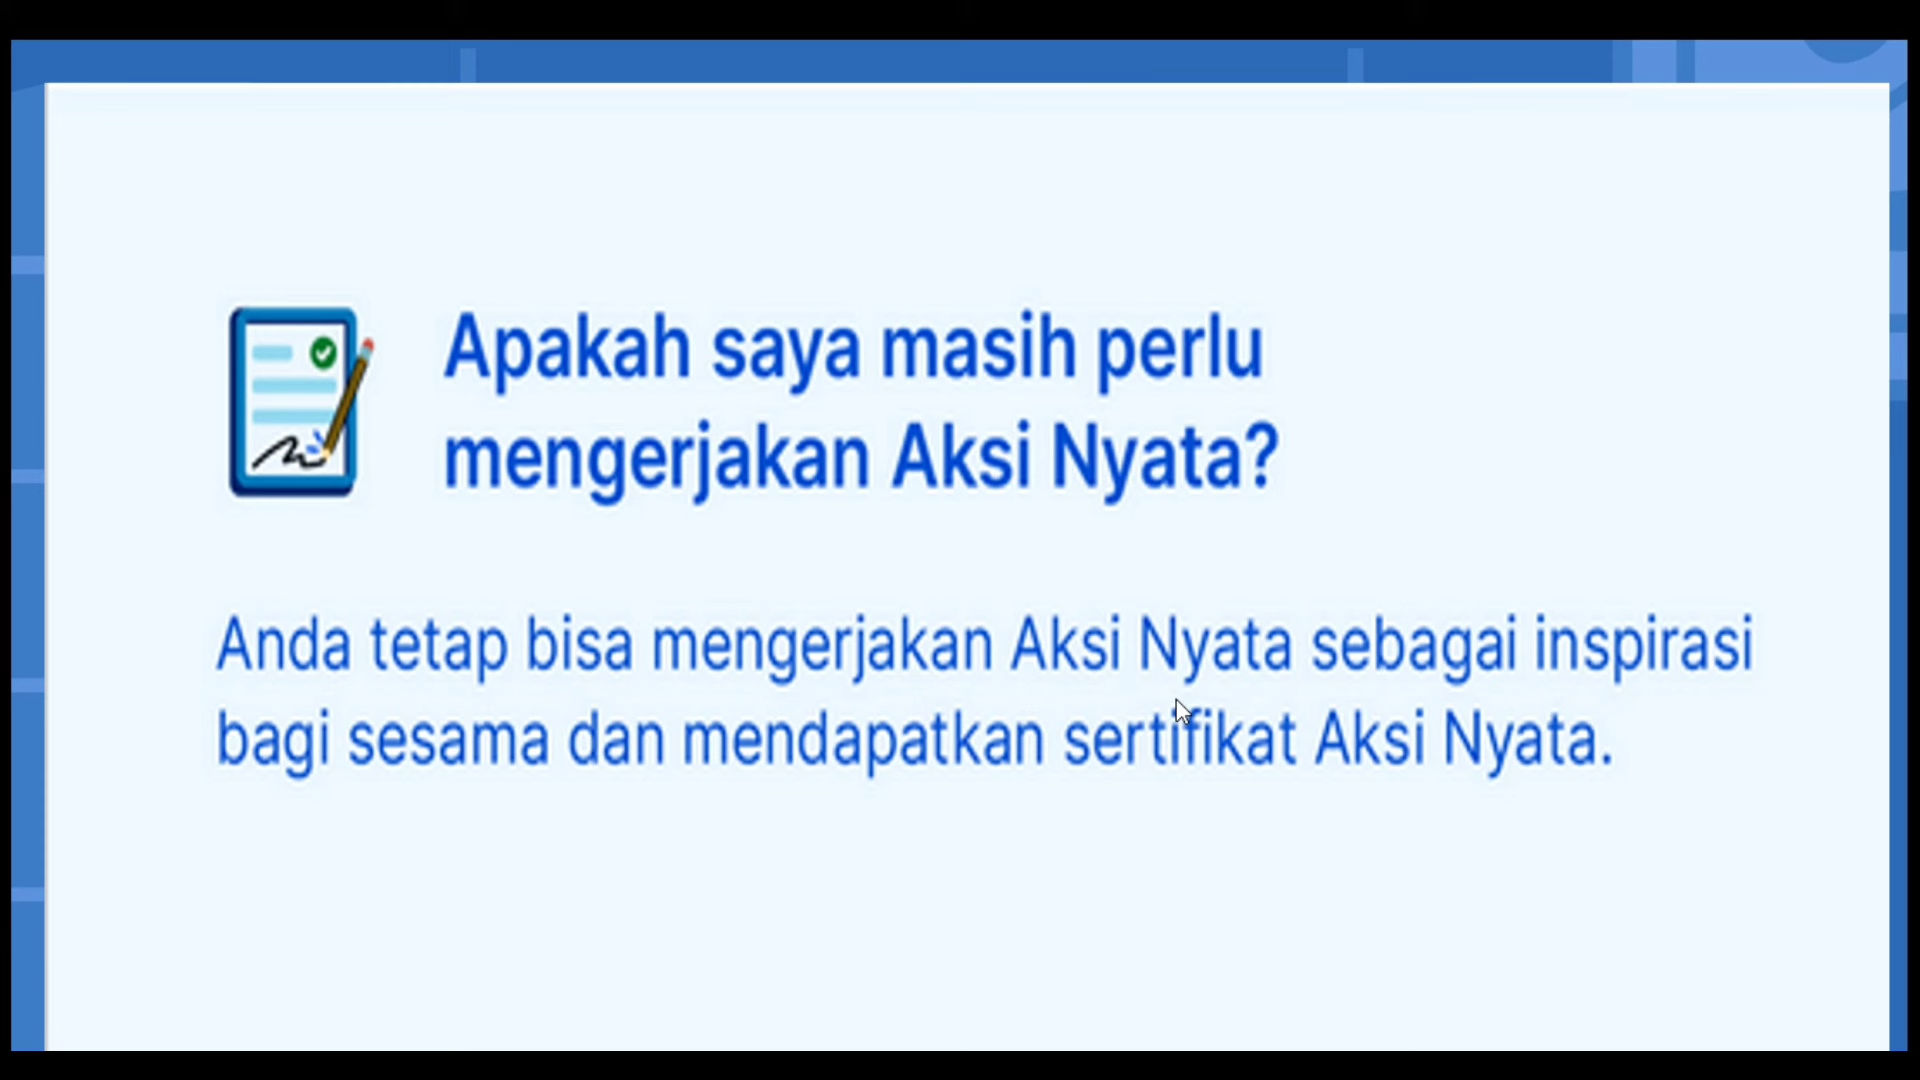 Apakah saya masih perlu
mengerjakan Aksi Nyata?
Anda tetap bisa mengerjakan Aksi Nyata sebagai inspirasi
bagi sesama dan mendapatkan sertifikat Aksi Nyata.